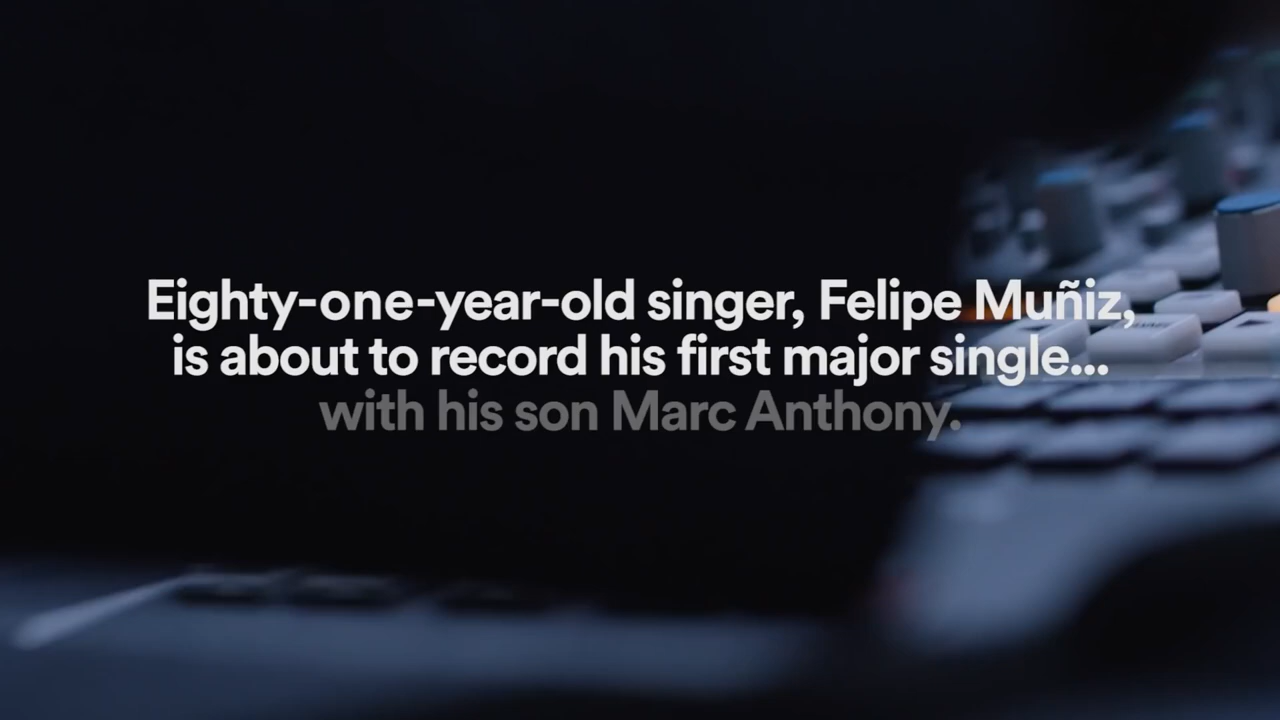 Eighty-one-year-old singer, Felipe Muñiz,
is about to record his first major single...
with his son Marc Anthony.